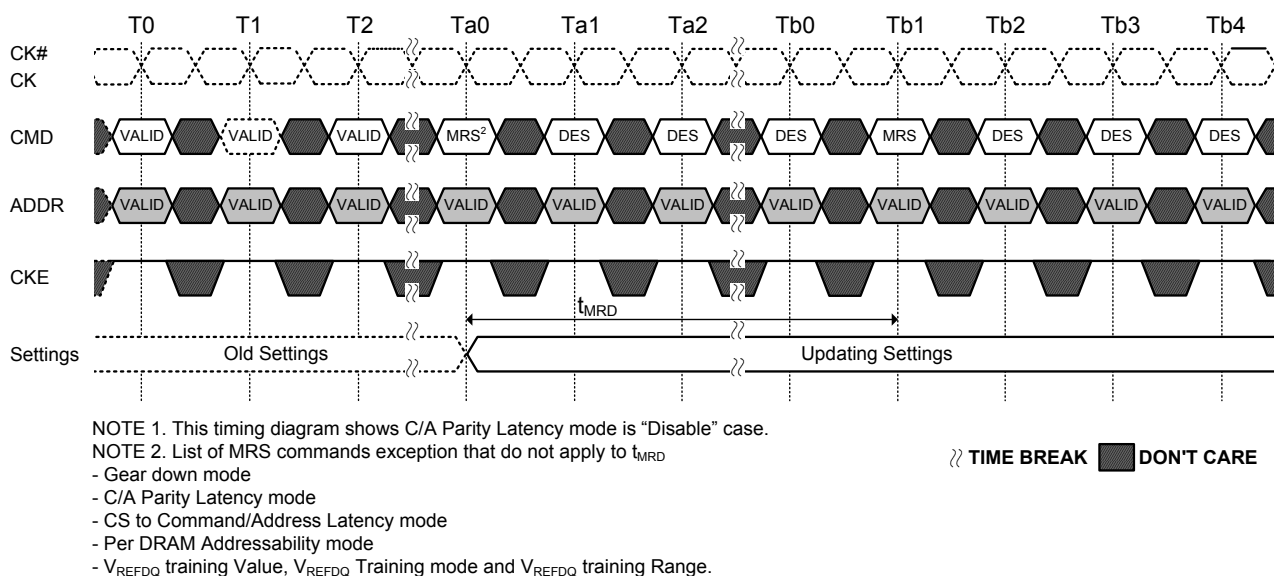 T0 T1 T2 Ta0 Ta1 Ta2 Tb0 Tb1 Tb2 Tb3 Tb4
CK#
CK
CMD VALID VALID VALID MRS² DES DES DES MRS DES DES DES
ADDR VALID VALID VALID VALID VALID VALID VALID VALID VALID VALID VALID
CKE
tMRD
Settings Old Settings Updating Settings
NOTE 1. This timing diagram shows C/A Parity Latency mode is “Disable” case.
NOTE 2. List of MRS commands exception that do not apply to tMRD
- Gear down mode
TIME BREAK DON'T CARE
- C/A Parity Latency mode
- CS to Command/Address Latency mode
- Per DRAM Addressability mode
- VREFDQ training Value, VREFDQ Training mode and VREFDQ training Range.